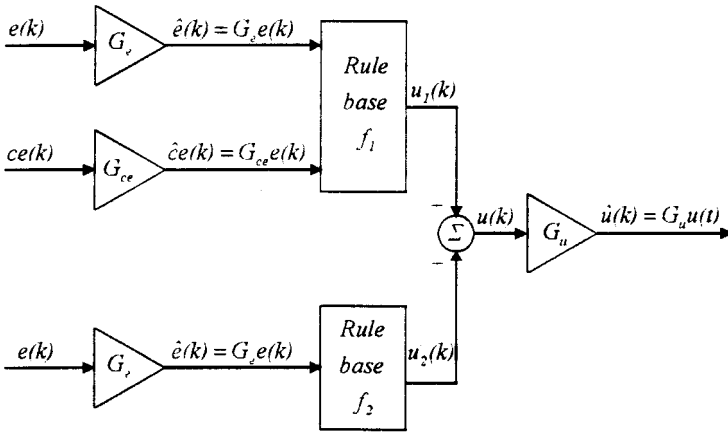 e(k)
G_e
ê(k) = G_e e(k)
Rule
base
f_1
u_1(k)
ce(k)
G_ce
ĉe(k) = G_ce e(k)
Σ
u(k)
G_u
û(k) = G_u u(t)
e(k)
G_e
ê(k) = G_e e(k)
Rule
base
f_2
u_2(k)